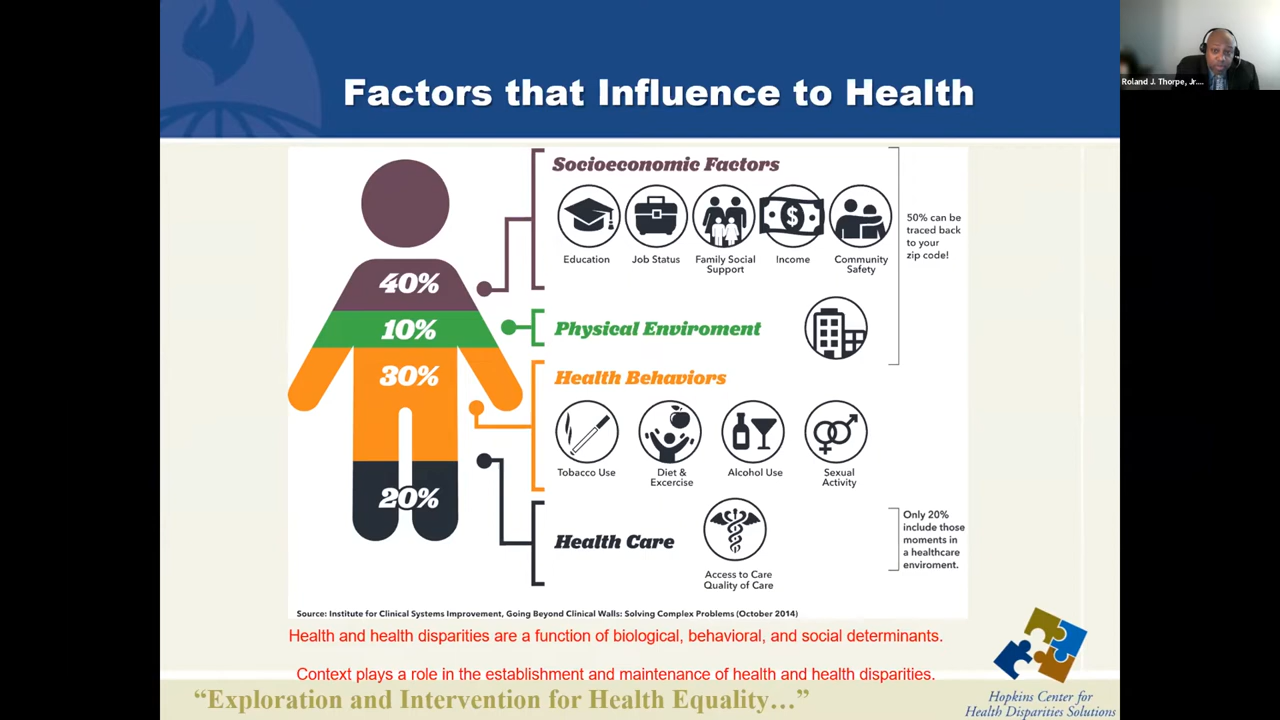 Factors that Influence to Health
Roland J. Thorpe, Jr....
Socioeconomic Factors
Education
Job Status
Family Social
Support
Income
Community
Safety
50% can be
traced back
to your
zip code!
40%
10%
Physical Enviroment
30%
Health Behaviors
Tobacco Use
Diet &
Excercise
Alcohol Use
Sexual
Activity
20%
Health Care
Access to Care
Quality of Care
Only 20%
include those
moments in
a healthcare
enviroment.
Source: Institute for Clinical Systems Improvement, Going Beyond Clinical Walls: Solving Complex Problems (October 2014)
Health and health disparities are a function of biological, behavioral, and social determinants.
Context plays a role in the establishment and maintenance of health and health disparities.
“Exploration and Intervention for Health Equality…”
Hopkins Center for
Health Disparities Solutions